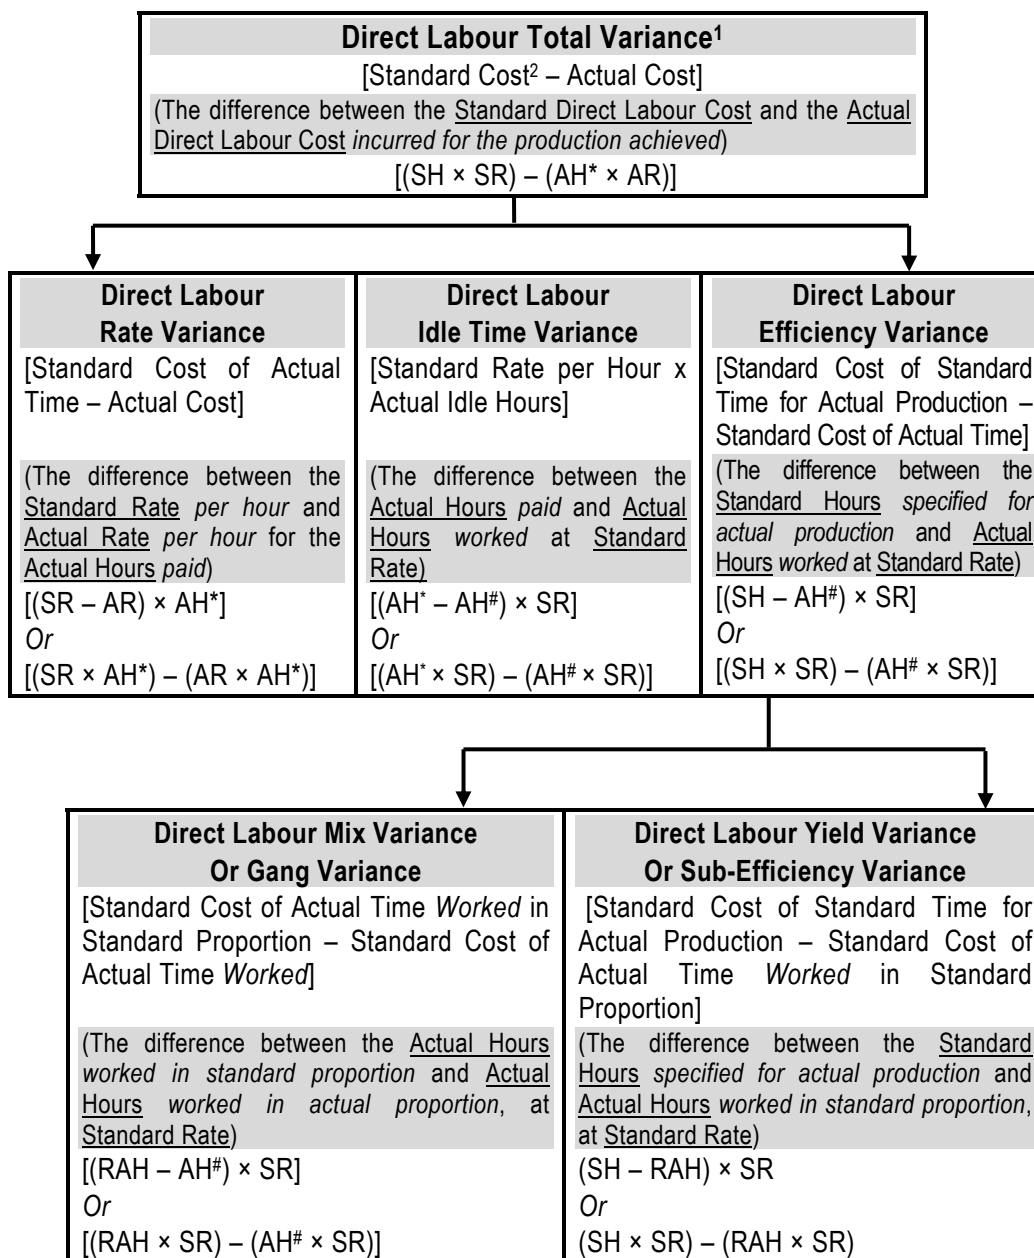 Direct Labour Total Variance¹
[Standard Cost² – Actual Cost]
(The difference between the Standard Direct Labour Cost and the Actual
Direct Labour Cost incurred for the production achieved)
[(SH × SR) – (AH* × AR)]
Direct Labour
Rate Variance
[Standard Cost of Actual
Time – Actual Cost]
(The difference between the
Standard Rate per hour and
Actual Rate per hour for the
Actual Hours paid)
[(SR – AR) × AH*]
Or
[(SR × AH*) – (AR × AH*)]
Direct Labour
Idle Time Variance
[Standard Rate per Hour x
Actual Idle Hours]
(The difference between the
Actual Hours paid and Actual
Hours worked at Standard
Rate)
[(AH* – AH#) × SR]
Or
[(AH* × SR) – (AH# × SR)]
Direct Labour
Efficiency Variance
[Standard Cost of Standard
Time for Actual Production –
Standard Cost of Actual Time]
(The difference between the
Standard Hours specified for
actual production and Actual
Hours worked at Standard Rate)
[(SH – AH#) × SR]
Or
[(SH × SR) – (AH# × SR)]
Direct Labour Mix Variance
Or Gang Variance
[Standard Cost of Actual Time Worked in
Standard Proportion – Standard Cost of
Actual Time Worked]
(The difference between the Actual Hours
worked in standard proportion and Actual
Hours worked in actual proportion, at
Standard Rate)
[(RAH – AH#) × SR]
Or
[(RAH × SR) – (AH# × SR)]
Direct Labour Yield Variance
Or Sub-Efficiency Variance
[Standard Cost of Standard Time for
Actual Production – Standard Cost of
Actual Time Worked in Standard
Proportion]
(The difference between the Standard
Hours specified for actual production and
Actual Hours worked in standard proportion,
at Standard Rate)
(SH – RAH) × SR
Or
(SH × SR) – (RAH × SR)